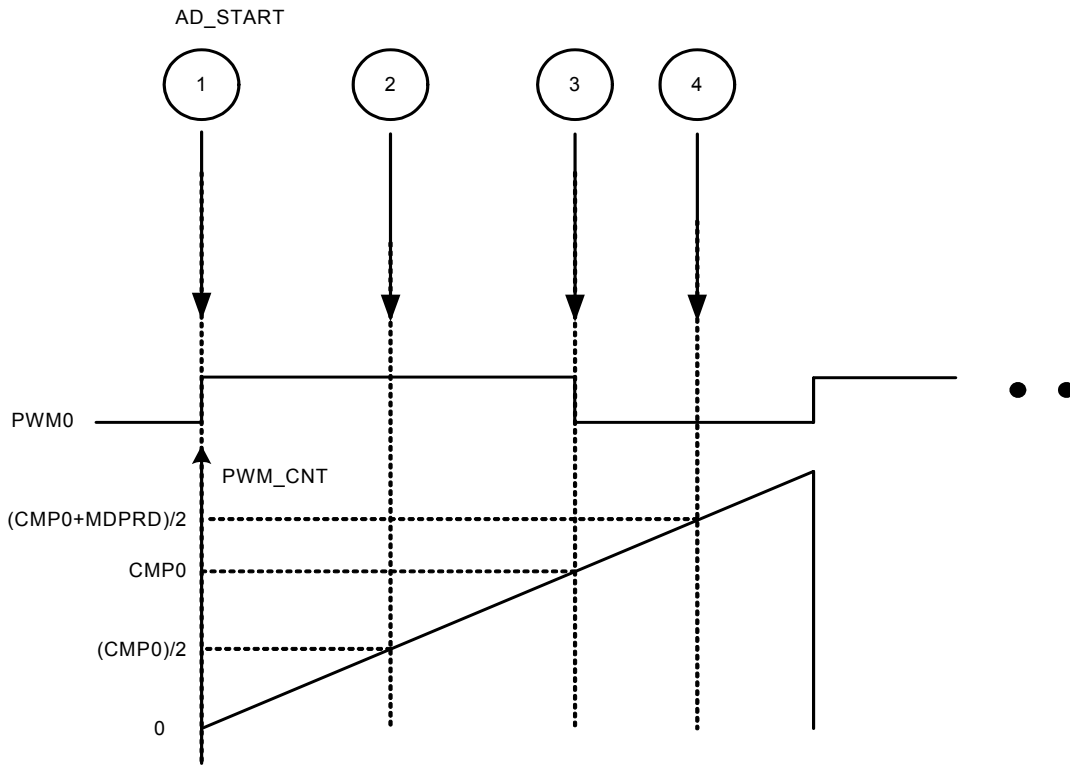 AD_START
1
2
3
4
PWM0
PWM_CNT
(CMP0+MDPRD)/2
CMP0
(CMP0)/2
0